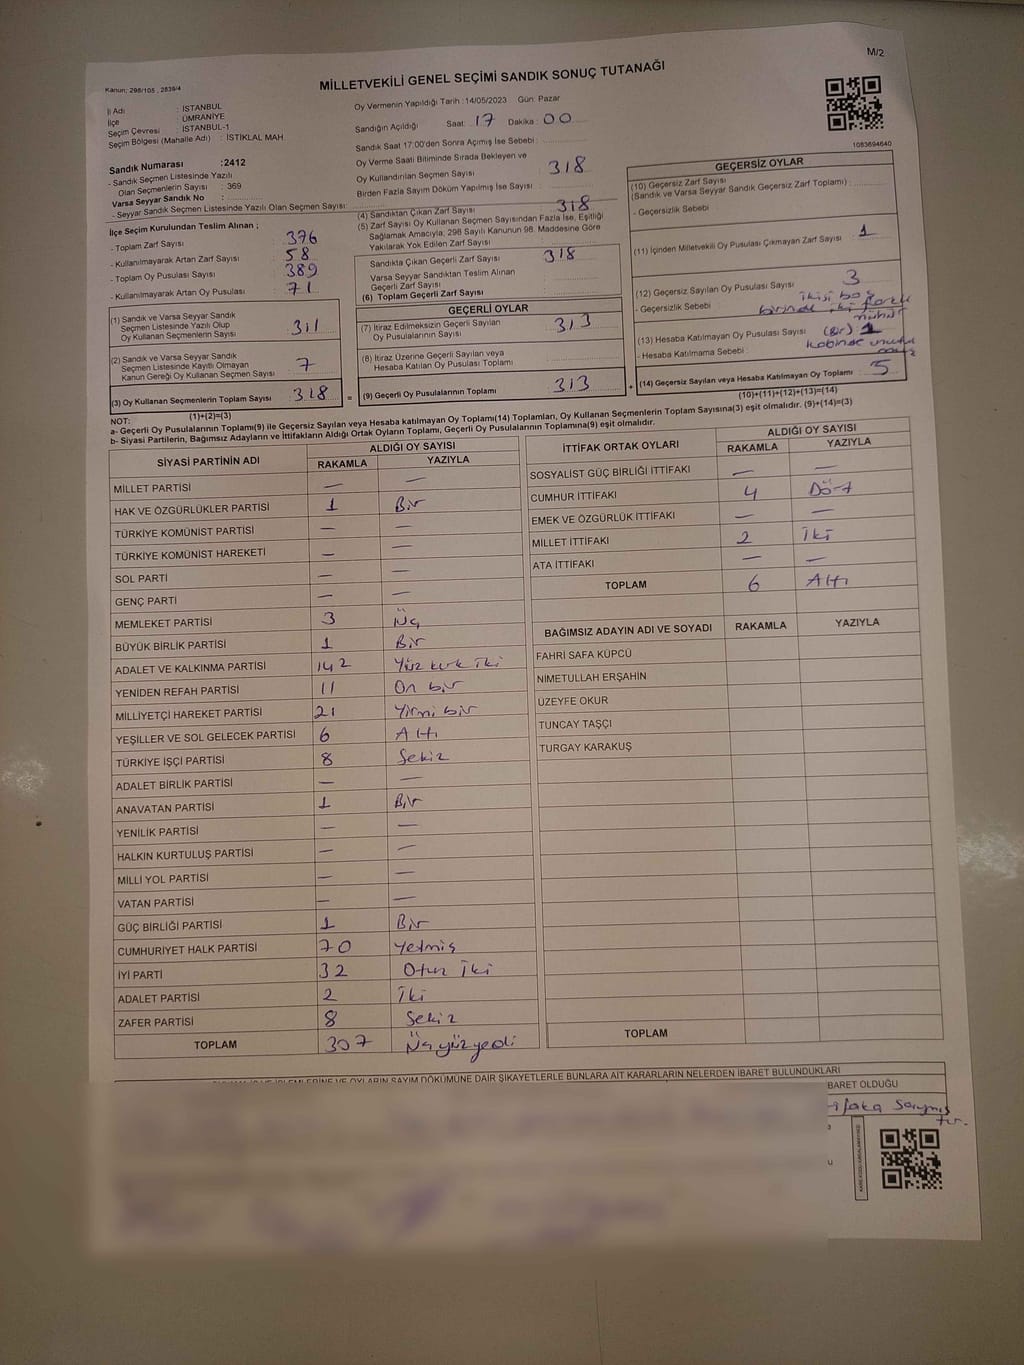 M/2
Kanun; 298/105 , 2839/4
MİLLETVEKİLİ GENEL SEÇİMİ SANDIK SONUÇ TUTANAĞI
İl Adı : İSTANBUL
İlçe : ÜMRANİYE
Seçim Çevresi : İSTANBUL-1
Seçim Bölgesi (Mahalle Adı) : İSTİKLAL MAH
Sandık Numarası :2412
- Sandık Seçmen Listesinde Yazılı
Olan Seçmenlerin Sayısı : 369
Varsa Seyyar Sandık No :
- Seyyar Sandık Seçmen Listesinde Yazılı Olan Seçmen Sayısı:
İlçe Seçim Kurulundan Teslim Alınan ;
- Toplam Zarf Sayısı : 376
- Kullanılmayarak Artan Zarf Sayısı : 58
- Toplam Oy Pusulası Sayısı : 389
- Kullanılmayarak Artan Oy Pusulası : 71
(1) Sandık ve Varsa Seyyar Sandık
Seçmen Listesinde Yazılı Olup
Oy Kullanan Seçmenlerin Sayısı : 311
(2) Sandık ve Varsa Seyyar Sandık
Seçmen Listesinde Kayıtlı Olmayan
Kanun Gereği Oy Kullanan Seçmen Sayısı : 7
(3) Oy Kullanan Seçmenlerin Toplam Sayısı : 318 =
(1)+(2)=(3)
Oy Vermenin Yapıldığı Tarih :14/05/2023 Gün: Pazar
Sandığın Açıldığı Saat: 17 Dakika : 00
Sandık Saat 17:00'den Sonra Açımış İse Sebebi :
Oy Verme Saati Bitiminde Sırada Bekleyen ve
Oy Kullandırılan Seçmen Sayısı : 318
Birden Fazla Sayım Döküm Yapılmış İse Sayısı :
(4) Sandıktan Çıkan Zarf Sayısı : 318
(5) Zarf Sayısı Oy Kullanan Seçmen Sayısından Fazla İse, Eşitliği
Sağlamak Amacıyla, 298 Sayılı Kanunun 98. Maddesine Göre
Yakılarak Yok Edilen Zarf Sayısı :
Sandıkta Çıkan Geçerli Zarf Sayısı : 318
Varsa Seyyar Sandıktan Teslim Alınan
Geçerli Zarf Sayısı :
(6) Toplam Geçerli Zarf Sayısı :
GEÇERLİ OYLAR
(7) İtiraz Edilmeksizin Geçerli Sayılan
Oy Pusulalarının Sayısı : 313
(8) İtiraz Üzerine Geçerli Sayılan veya
Hesaba Katılan Oy Pusulası Toplamı :
(9) Geçerli Oy Pusulalarının Toplamı : 313 +
1083694640
GEÇERSİZ OYLAR
(10) Geçersiz Zarf Sayısı
(Sandık ve Varsa Seyyar Sandık Geçersiz Zarf Toplamı) :
- Geçersizlik Sebebi
(11) İçinden Milletvekili Oy Pusulası Çıkmayan Zarf Sayısı : 1
(12) Geçersiz Sayılan Oy Pusulası Sayısı : 3
- Geçersizlik Sebebi : ikisi boş
birinde iki farklı
mühür
(13) Hesaba Katılmayan Oy Pusulası Sayısı : (Bir) 1
- Hesaba Katılmama Sebebi : Kabinde
(14) Geçersiz Sayılan veya Hesaba Katılmayan Oy Toplamı : 5
(10)+(11)+(12)+(13)=(14)
NOT:
a- Geçerli Oy Pusulalarının Toplamı(9) ile Geçersiz Sayılan veya Hesaba katılmayan Oy Toplamı(14) Toplamları, Oy Kullanan Seçmenlerin Toplam Sayısına(3) eşit olmalıdır. (9)+(14)=(3)
b- Siyasi Partilerin, Bağımsız Adayların ve İttifakların Aldığı Ortak Oyların Toplamı, Geçerli Oy Pusulalarının Toplamına(9) eşit olmalıdır.
SİYASİ PARTİNİN ADI ALDIĞI OY SAYISI
RAKAMLA YAZIYLA
MİLLET PARTİSİ — —
HAK VE ÖZGÜRLÜKLER PARTİSİ 1 Bir
TÜRKİYE KOMÜNİST PARTİSİ — —
TÜRKİYE KOMÜNİST HAREKETİ — —
SOL PARTİ — —
GENÇ PARTİ — —
MEMLEKET PARTİSİ 3 Üç
BÜYÜK BİRLİK PARTİSİ 1 Bir
ADALET VE KALKINMA PARTİSİ 142 Yüz kırk iki
YENİDEN REFAH PARTİSİ 11 On bir
MİLLİYETÇİ HAREKET PARTİSİ 21 Yirmi bir
YEŞİLLER VE SOL GELECEK PARTİSİ 6 Altı
TÜRKİYE İŞÇİ PARTİSİ 8 Sekiz
ADALET BİRLİK PARTİSİ — —
ANAVATAN PARTİSİ 1 Bir
YENİLİK PARTİSİ — —
HALKIN KURTULUŞ PARTİSİ — —
MİLLİ YOL PARTİSİ — —
VATAN PARTİSİ — —
GÜÇ BİRLİĞİ PARTİSİ 1 Bir
CUMHURİYET HALK PARTİSİ 70 Yetmiş
İYİ PARTİ 32 Otuz İki
ADALET PARTİSİ 2 İki
ZAFER PARTİSİ 8 Sekiz
TOPLAM 307 Üç yüz yedi
İTTİFAK ORTAK OYLARI ALDIĞI OY SAYISI
RAKAMLA YAZIYLA
SOSYALİST GÜÇ BİRLİĞİ İTTİFAKI — —
CUMHUR İTTİFAKI 4 Dört
EMEK VE ÖZGÜRLÜK İTTİFAKI — —
MİLLET İTTİFAKI 2 İki
ATA İTTİFAKI — —
TOPLAM 6 Altı
BAĞIMSIZ ADAYIN ADI VE SOYADI RAKAMLA YAZIYLA
FAHRİ SAFA KÜPCÜ
NİMETULLAH ERŞAHİN
ÜZEYFE OKUR
TUNCAY TAŞÇI
TURGAY KARAKUŞ
TOPLAM
OYLARIN SAYIM DÖKÜMÜNE DAİR ŞİKAYETLERLE BUNLARA AİT KARARLARIN NELERDEN İBARET BULUNDUKLARI
BARET OLDUĞU